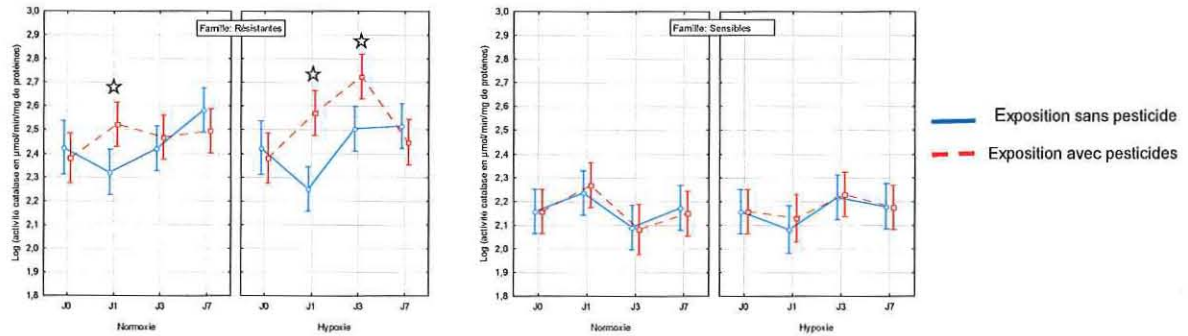 Famille: Résistantes
Log (activité catalase en µmol/min/mg de protéines)
3,0
2,9
2,8
2,7
2,6
2,5
2,4
2,3
2,2
2,1
2,0
1,9
1,8
J0 J1 J3 J7
Normoxie
J0 J1 J3 J7
Hypoxie
Famille: Sensibles
Log (activité catalase en µmol/min/mg de protéines)
3,0
2,9
2,8
2,7
2,6
2,5
2,4
2,3
2,2
2,1
2,0
1,9
1,8
J0 J1 J3 J7
Normoxie
J0 J1 J3 J7
Hypoxie
Exposition sans pesticide
Exposition avec pesticides